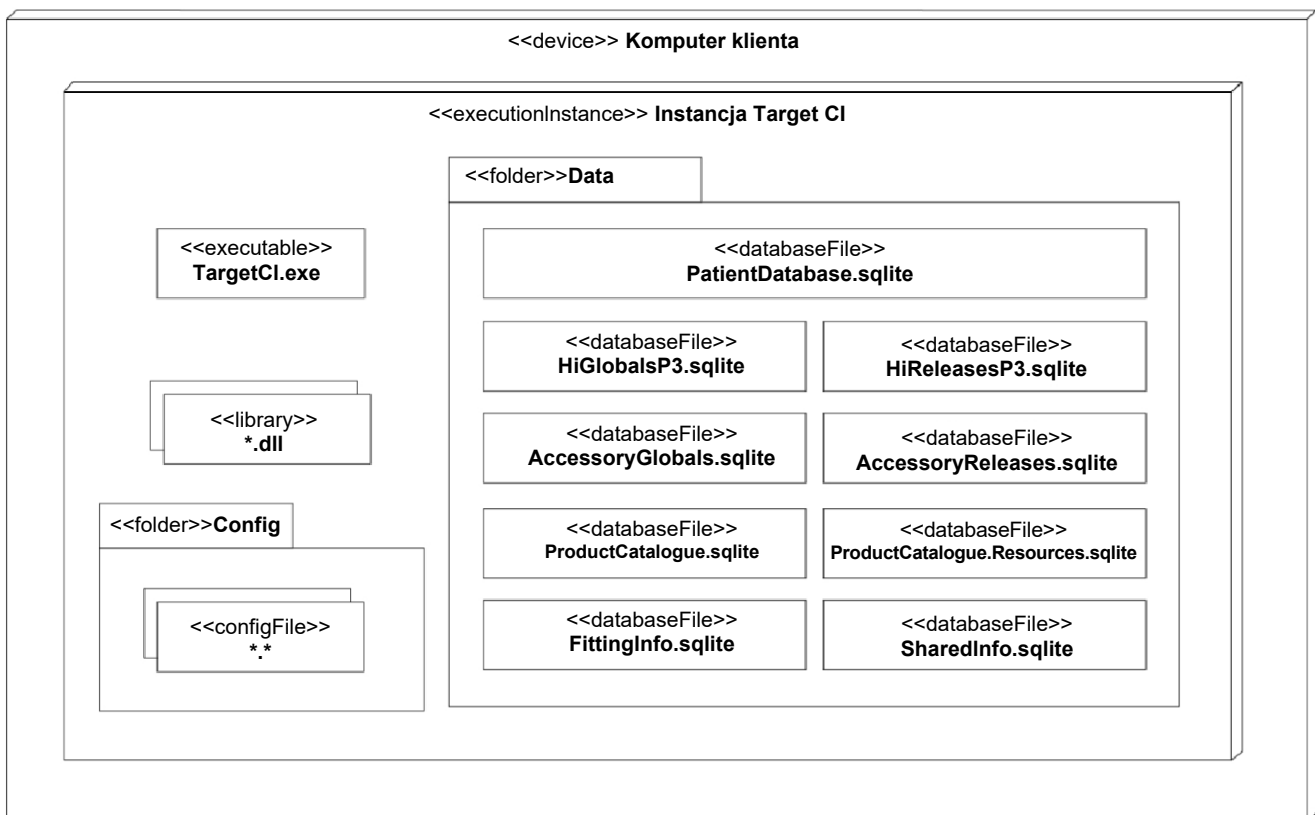 <<device>> Komputer klienta
<<executionInstance>> Instancja Target CI
<<folder>>Data
<<executable>>
TargetCI.exe
<<library>>
*.dll
<<folder>>Config
<<configFile>>
*.*
<<databaseFile>>
PatientDatabase.sqlite
<<databaseFile>>
HiGlobalsP3.sqlite
<<databaseFile>>
HiReleasesP3.sqlite
<<databaseFile>>
AccessoryGlobals.sqlite
<<databaseFile>>
AccessoryReleases.sqlite
<<databaseFile>>
ProductCatalogue.sqlite
<<databaseFile>>
ProductCatalogue.Resources.sqlite
<<databaseFile>>
FittingInfo.sqlite
<<databaseFile>>
SharedInfo.sqlite